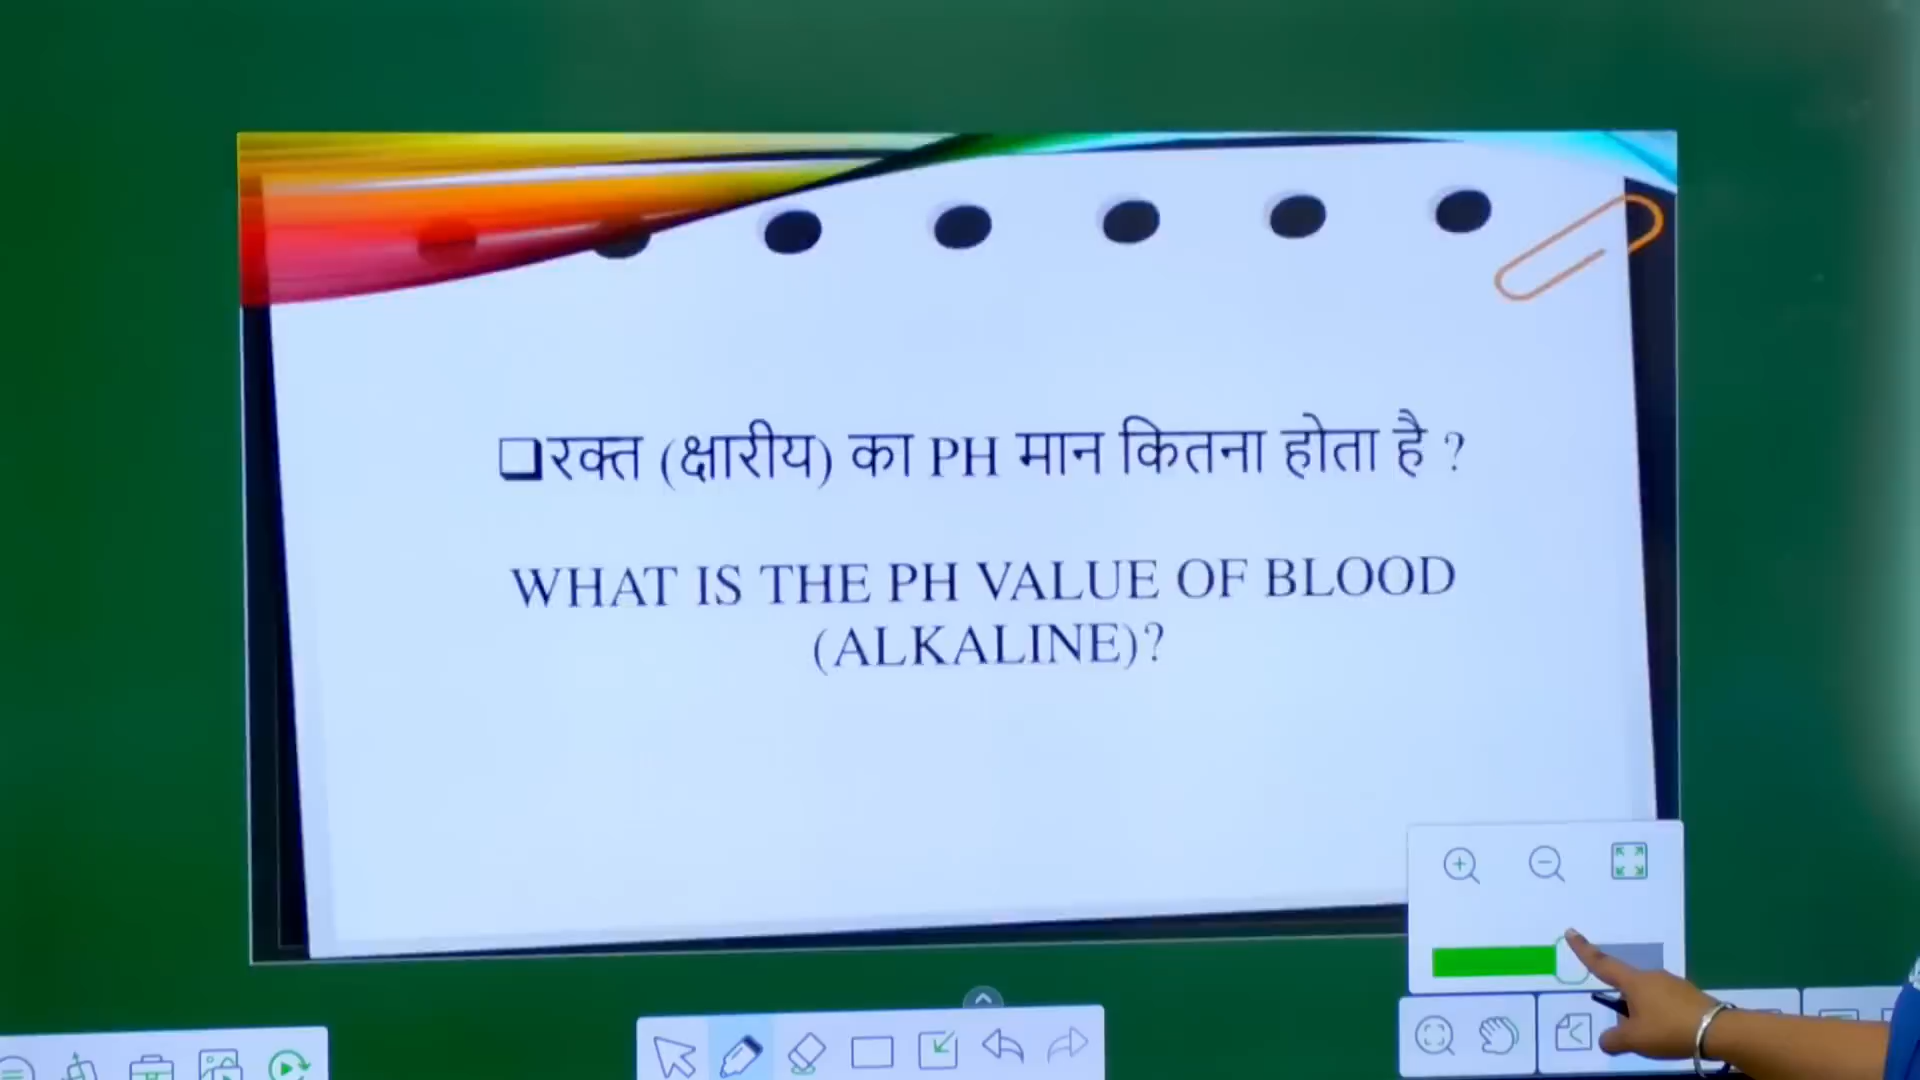 ❑रक्त (क्षारीय) का PH मान कितना होता है ?
WHAT IS THE PH VALUE OF BLOOD
(ALKALINE)?